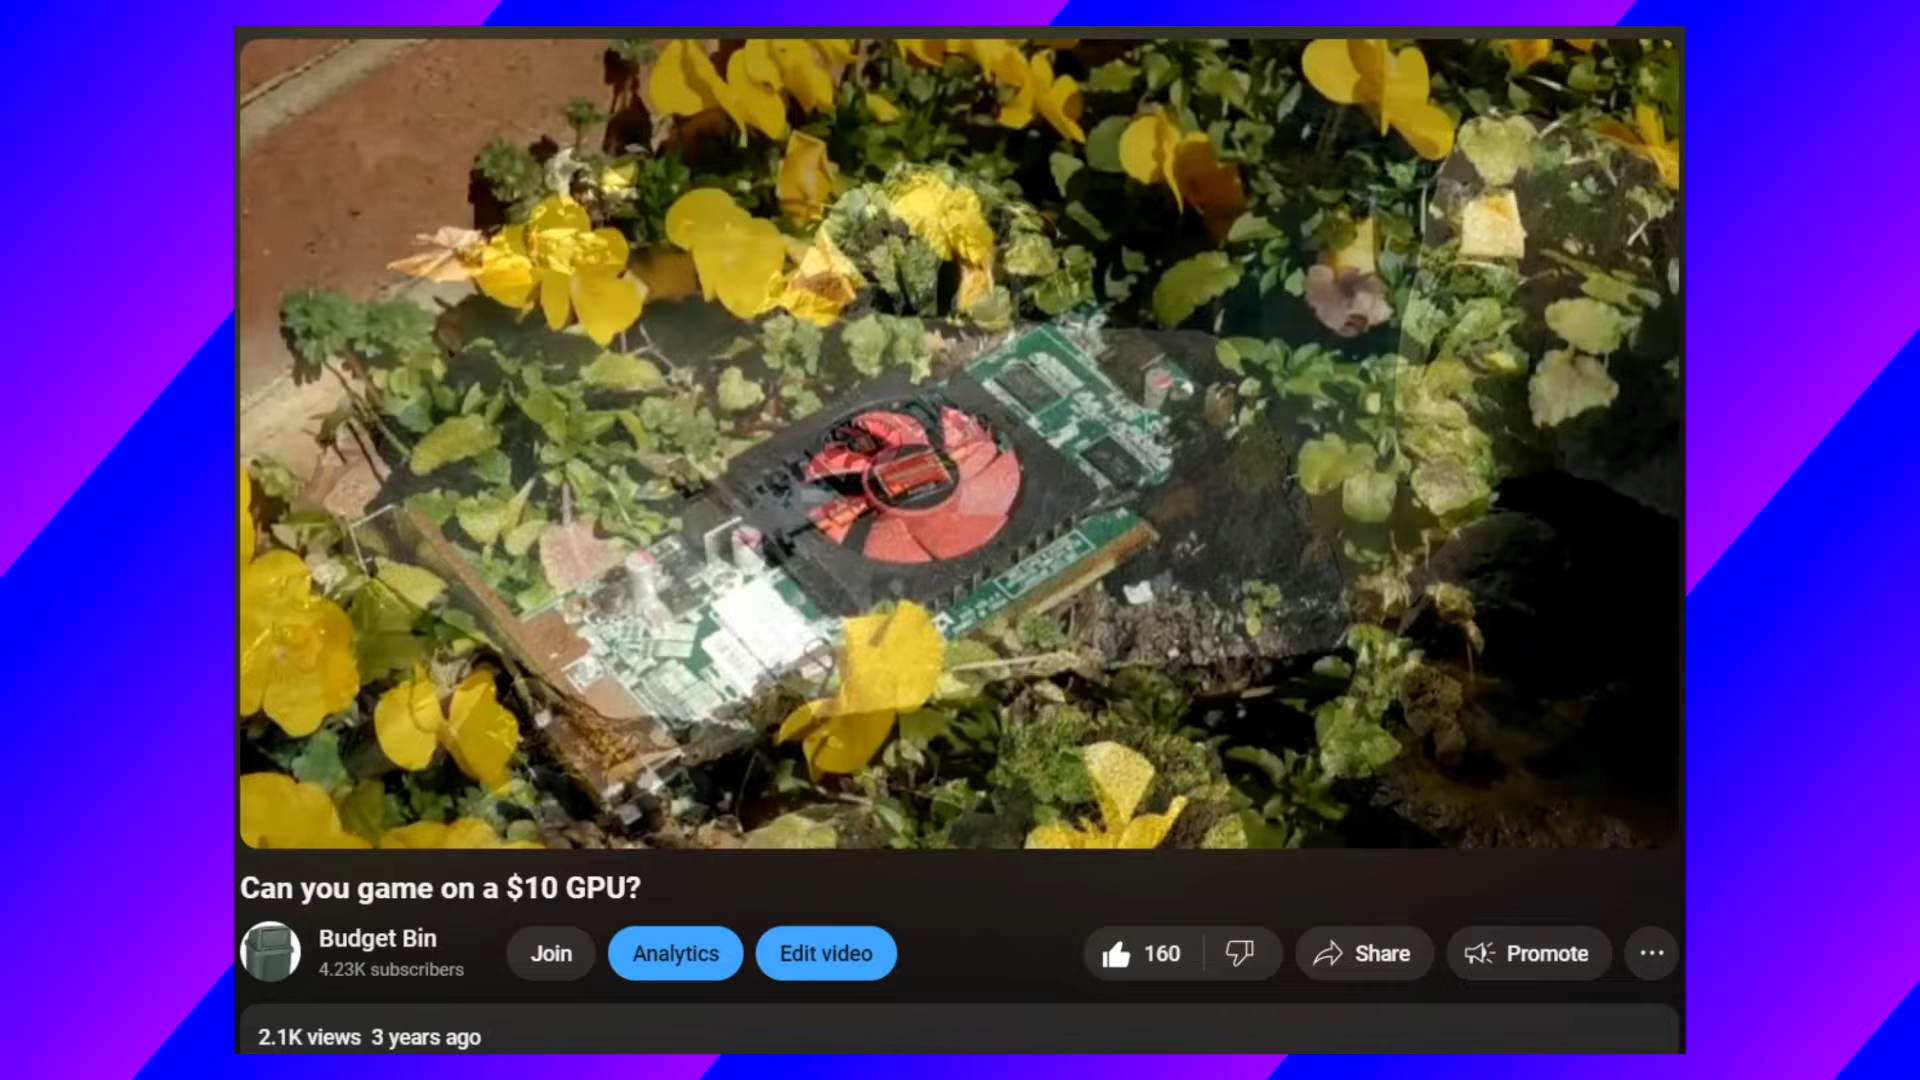 Can you game on a $10 GPU?
Budget Bin
4.23K subscribers
Join
Analytics
Edit video
160
Share
Promote
2.1K views 3 years ago